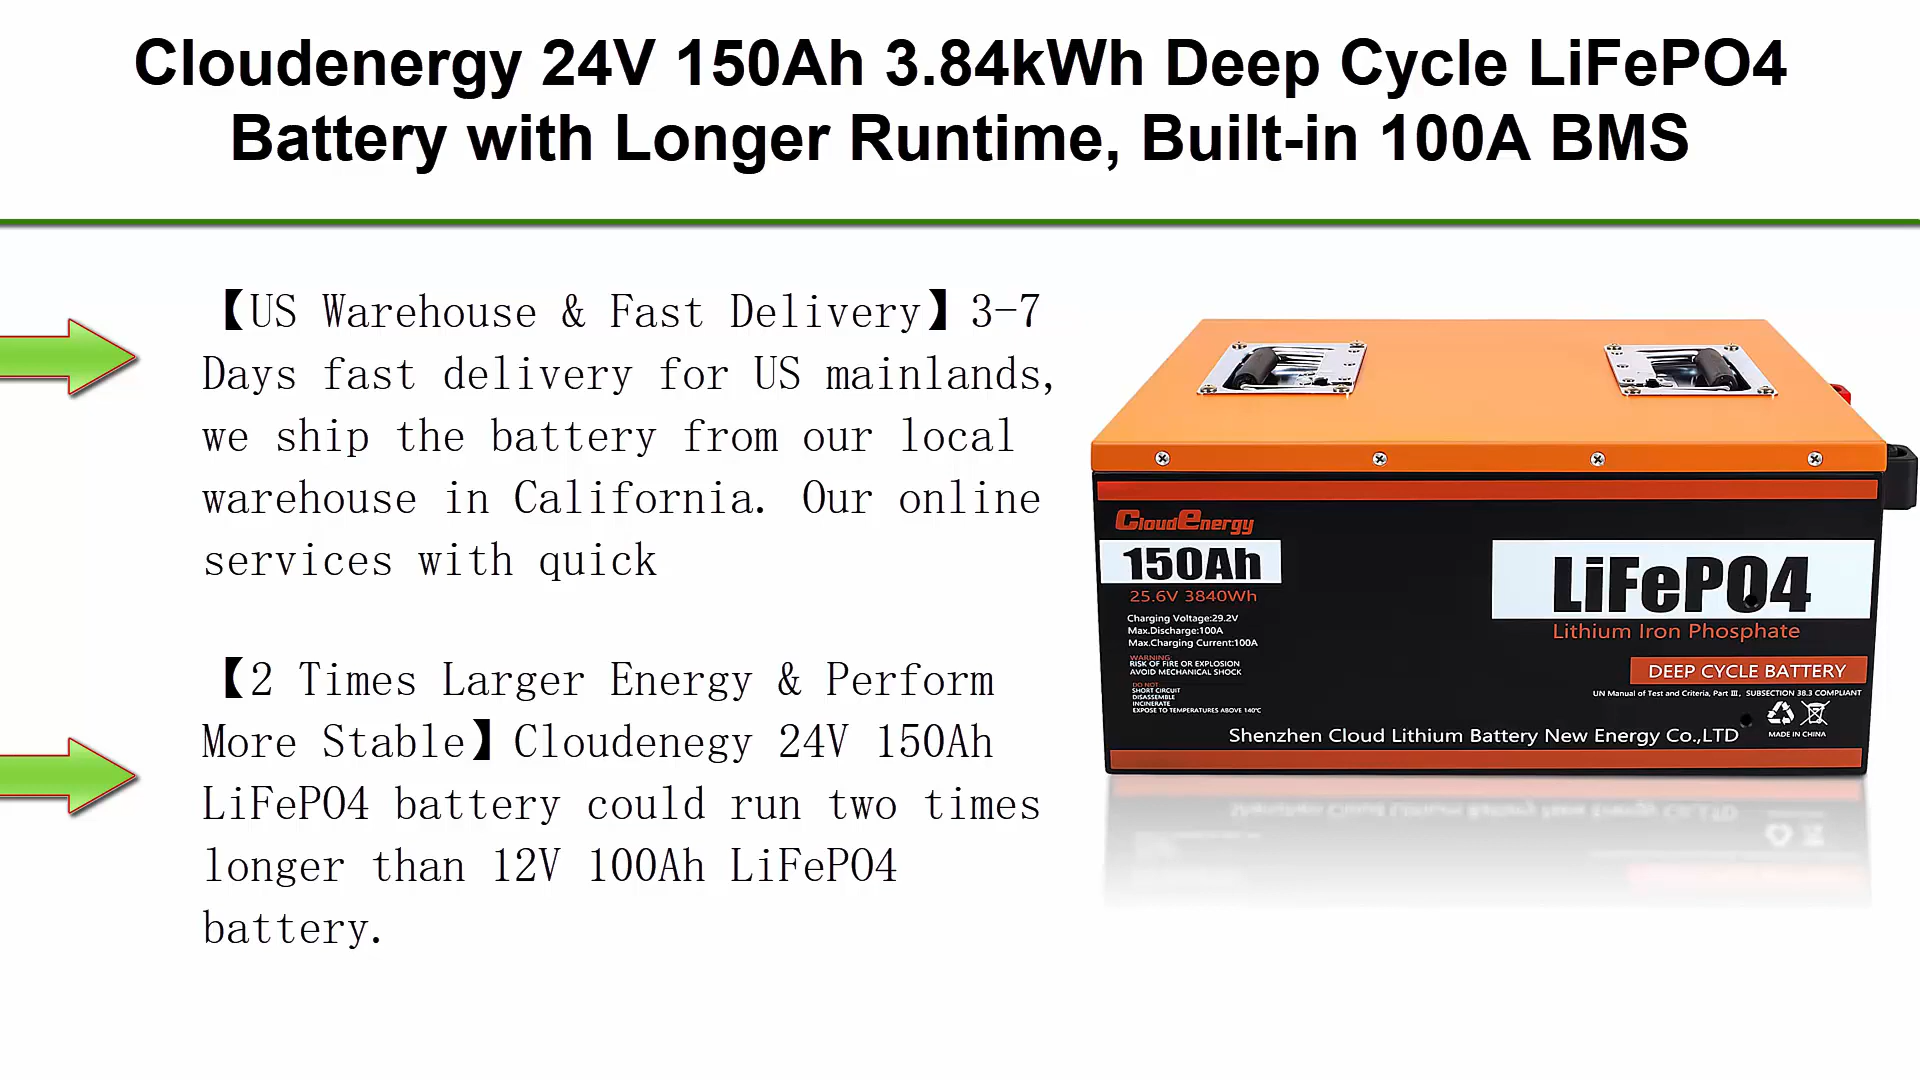 Cloudenergy 24V 150Ah 3.84kWh Deep Cycle LiFePO4
Battery with Longer Runtime, Built-in 100A BMS
【US Warehouse & Fast Delivery】3-7
Days fast delivery for US mainlands,
we ship the battery from our local
warehouse in California. Our online
services with quick
【2 Times Larger Energy & Perform
More Stable】Cloudenegy 24V 150Ah
LiFePO4 battery could run two times
longer than 12V 100Ah LiFePO4
battery.
CloudEnergy
150Ah
25.6V 3840Wh
Charging Voltage:29.2V
Max.Discharge:100A
Max.Charging Current:100A
WARNING:
RISK OF FIRE OR EXPLOSION
AVOID MECHANICAL SHOCK
DO NOT
SHORT CIRCUIT
DISASSEMBLE
INCINERATE
EXPOSE TO TEMPERATURES ABOVE 140℃
LiFePO4
Lithium Iron Phosphate
DEEP CYCLE BATTERY
UN Manual of Test and Criteria, Part III, SUBSECTION 38.3 COMPLIANT
MADE IN CHINA
Shenzhen Cloud Lithium Battery New Energy Co.,LTD